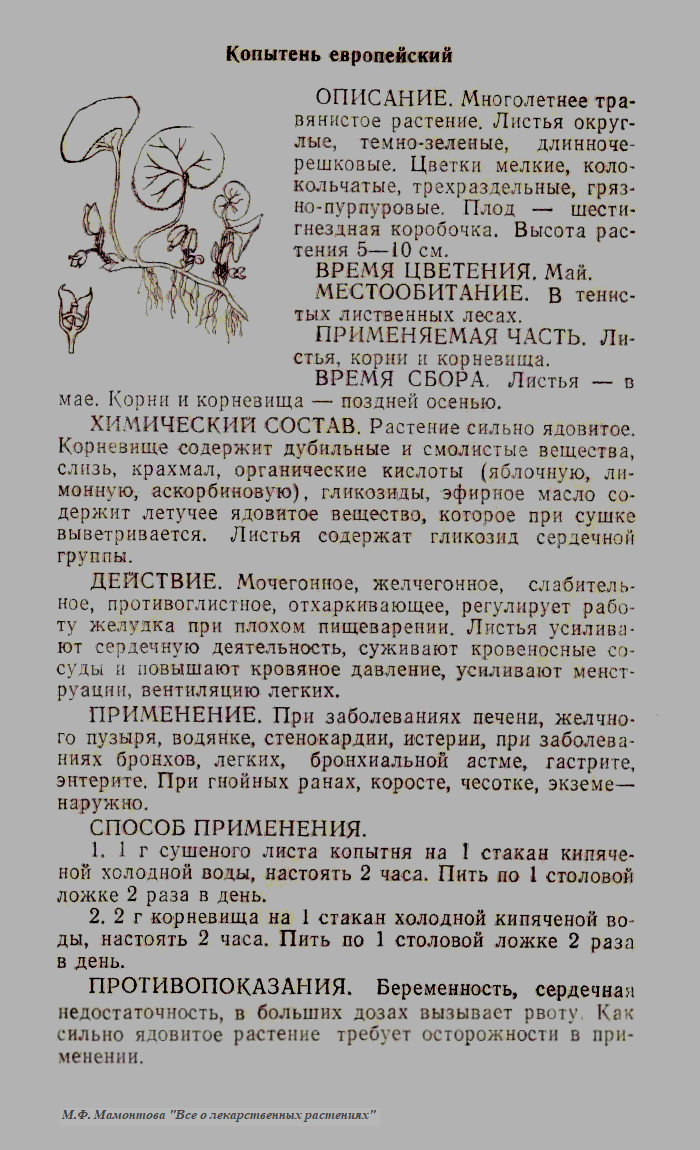 Копытень европейский
ОПИСАНИЕ. Многолетнее тра-
вянистое растение. Листья округ-
лые, темно-зеленые, длинноче-
решковые. Цветки мелкие, коло-
кольчатые, трехраздельные, гряз-
но-пурпуровые. Плод — шести-
гнездная коробочка. Высота рас-
тения 5—10 см.
ВРЕМЯ ЦВЕТЕНИЯ. Май.
МЕСТООБИТАНИЕ. В тенис-
тых лиственных лесах.
ПРИМЕНЯЕМАЯ ЧАСТЬ. Ли-
стья, корни и корневища.
ВРЕМЯ СБОРА. Листья — в
мае. Корни и корневища — поздней осенью.
ХИМИЧЕСКИЙ СОСТАВ. Растение сильно ядовитое.
Корневище содержит дубильные и смолистые вещества,
слизь, крахмал, органические кислоты (яблочную, ли-
монную, аскорбиновую), гликозиды, эфирное масло со-
держит летучее ядовитое вещество, которое при сушке
выветривается. Листья содержат гликозид сердечной
группы.
ДЕЙСТВИЕ. Мочегонное, желчегонное, слабитель-
ное, противоглистное, отхаркивающее, регулирует рабо-
ту желудка при плохом пищеварении. Листья усилива-
ют сердечную деятельность, суживают кровеносные со-
суды и повышают кровяное давление, усиливают менст-
руации, вентиляцию легких.
ПРИМЕНЕНИЕ. При заболеваниях печени, желчно-
го пузыря, водянке, стенокардии, истерии, при заболева-
ниях бронхов, легких, бронхиальной астме, гастрите,
энтерите. При гнойных ранах, коросте, чесотке, экземе—
наружно.
СПОСОБ ПРИМЕНЕНИЯ.
1. 1 г сушеного листа копытня на 1 стакан кипяче-
ной холодной воды, настоять 2 часа. Пить по 1 столовой
ложке 2 раза в день.
2. 2 г корневища на 1 стакан холодной кипяченой во-
ды, настоять 2 часа. Пить по 1 столовой ложке 2 раза
в день.
ПРОТИВОПОКАЗАНИЯ. Беременность, сердечная
недостаточность, в больших дозах вызывает рвоту. Как
сильно ядовитое растение требует осторожности в при-
менении.
М.Ф. Мамонтова "Все о лекарственных растениях"